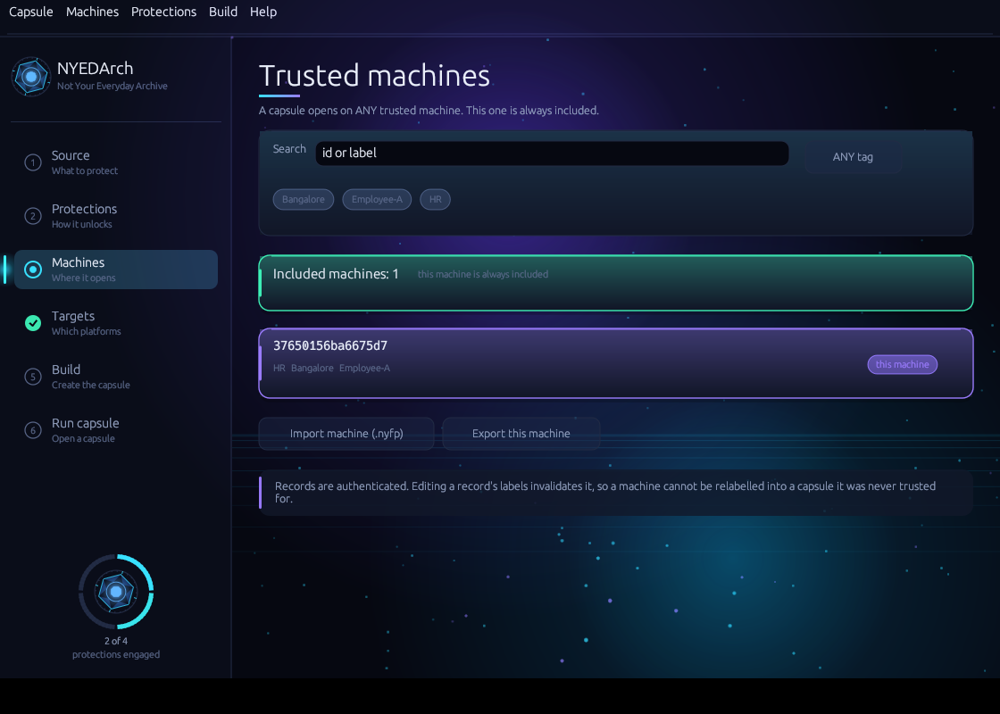 Capsule Machines Protections Build Help
NYEDArch
Not Your Everyday Archive
1 Source
What to protect
2 Protections
How it unlocks
Machines
Where it opens
Targets
Which platforms
5 Build
Create the capsule
6 Run capsule
Open a capsule
2 of 4
protections engaged
Trusted machines
A capsule opens on ANY trusted machine. This one is always included.
Search id or label ANY tag
Bangalore Employee-A HR
Included machines: 1 this machine is always included
37650156ba6675d7
HR Bangalore Employee-A
this machine
Import machine (.nyfp) Export this machine
Records are authenticated. Editing a record's labels invalidates it, so a machine cannot be relabelled into a capsule it was never trusted
for.